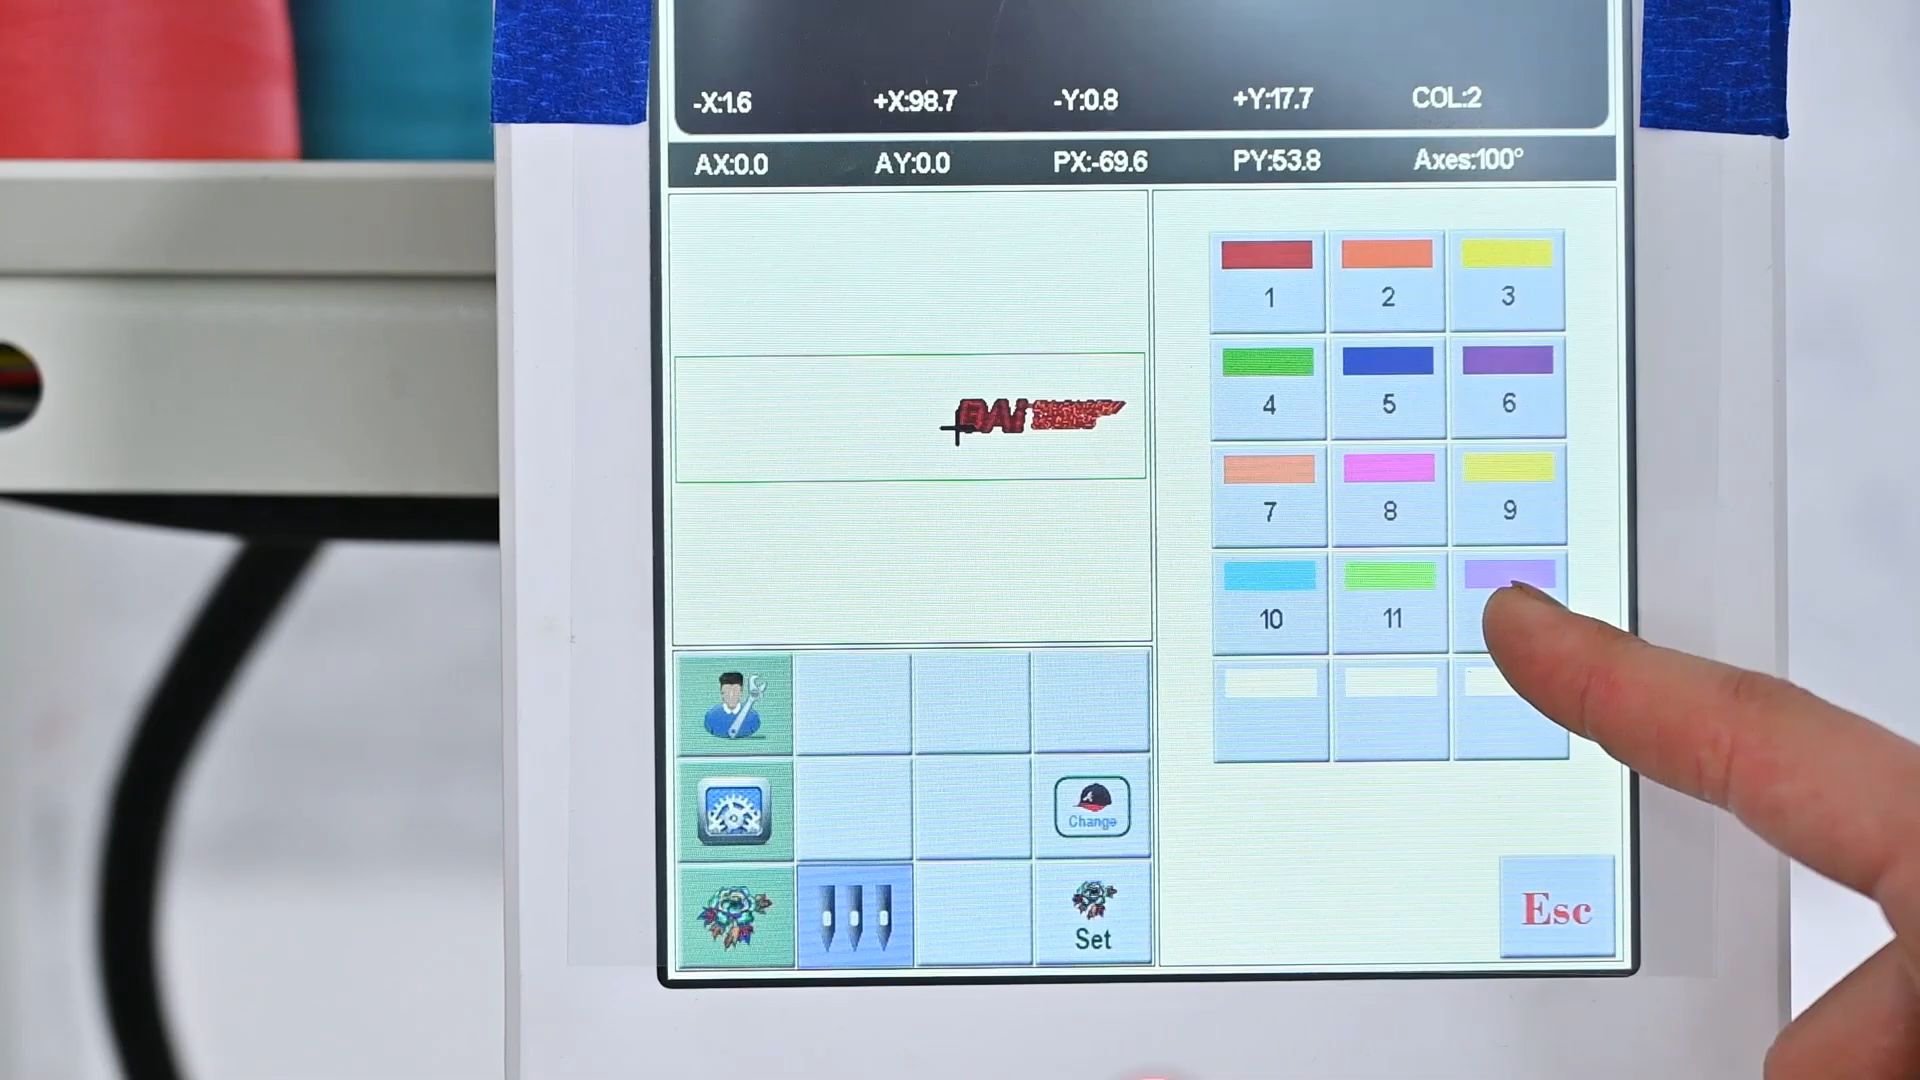 -X:1.6 +X:98.7 -Y:0.8 +Y:17.7 COL:2
AX:0.0 AY:0.0 PX:-69.6 PY:53.8 Axes:100°
1 2 3
BAI
4 5 6
7 8 9
10 11
Change
Set
Esc